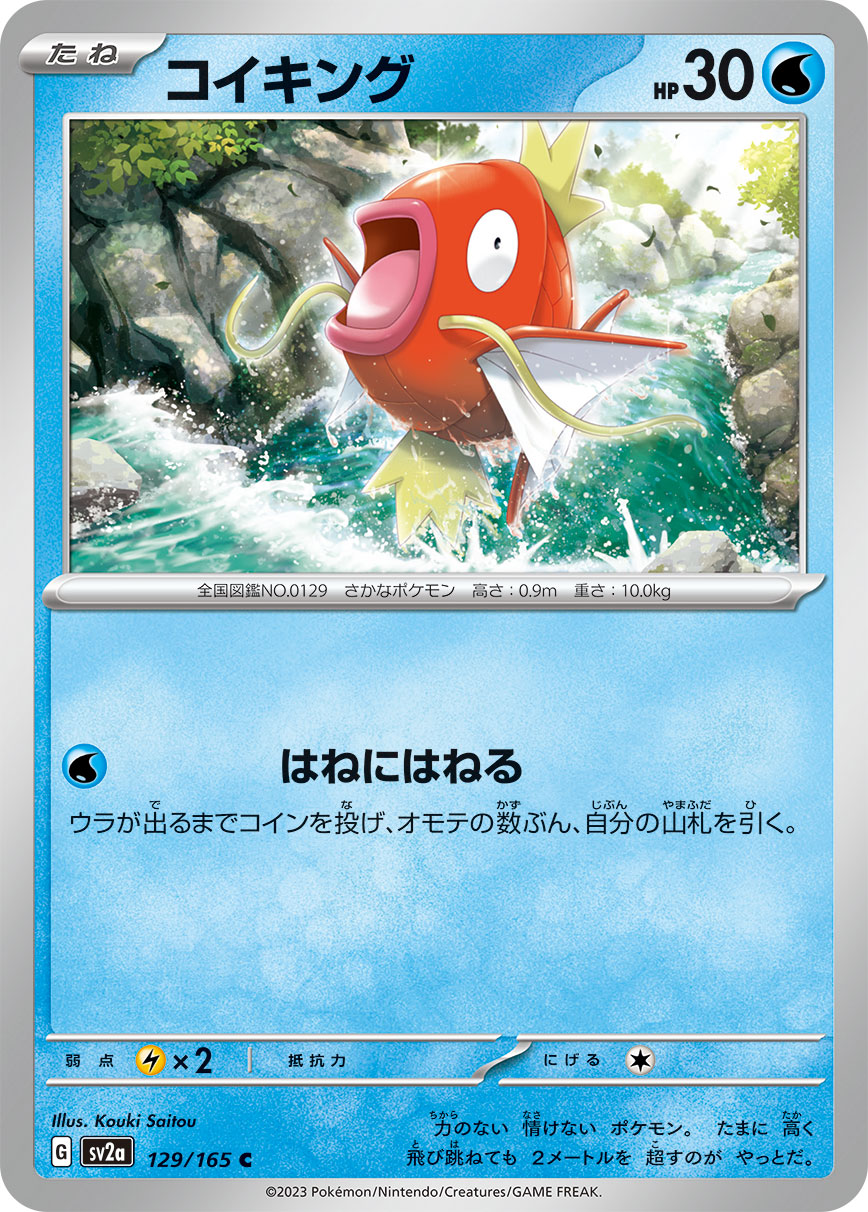 たね
コイキング
HP30
全国図鑑NO.0129 さかなポケモン 高さ:0.9m 重さ:10.0kg
はねにはねる
ウラが出るまでコインを投げ、オモテの数ぶん、自分の山札を引く。
弱点 ×2 抵抗力 にげる
Illus. Kouki Saitou
力のない 情けない ポケモン。 たまに 高く
飛び跳ねても 2メートルを 超すのが やっとだ。
G sv2a 129/165 C
©2023 Pokémon/Nintendo/Creatures/GAME FREAK.